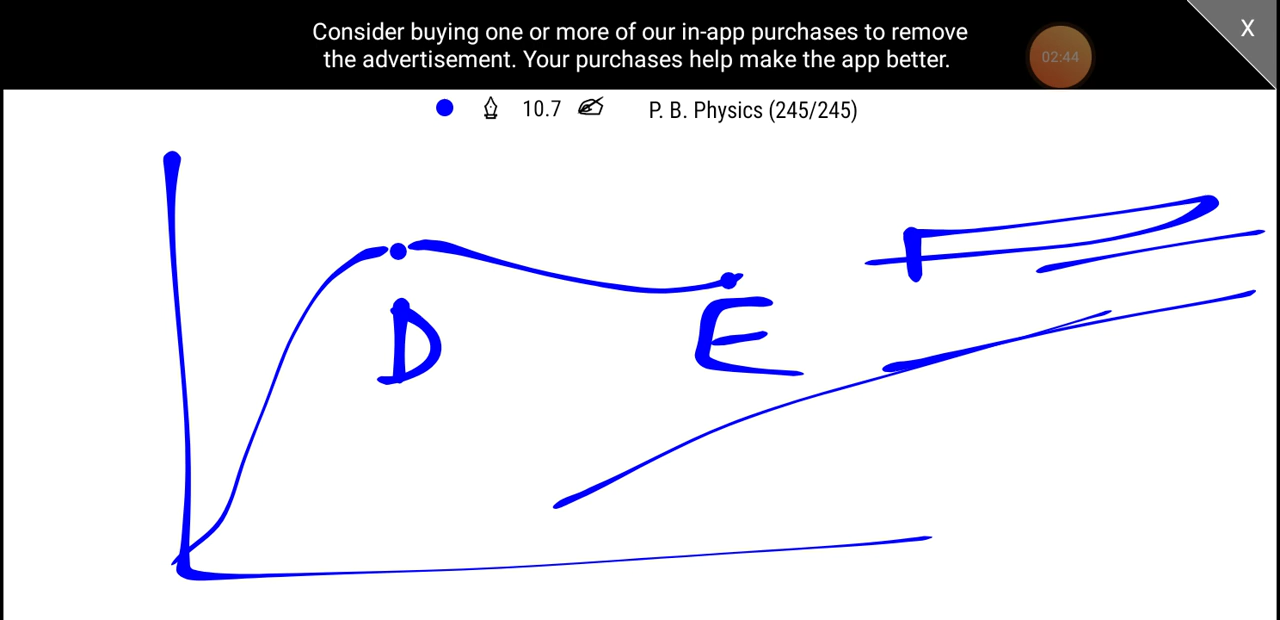 Consider buying one or more of our in-app purchases to remove
the advertisement. Your purchases help make the app better.
02:44
X
10.7
P. B. Physics (245/245)
D
E